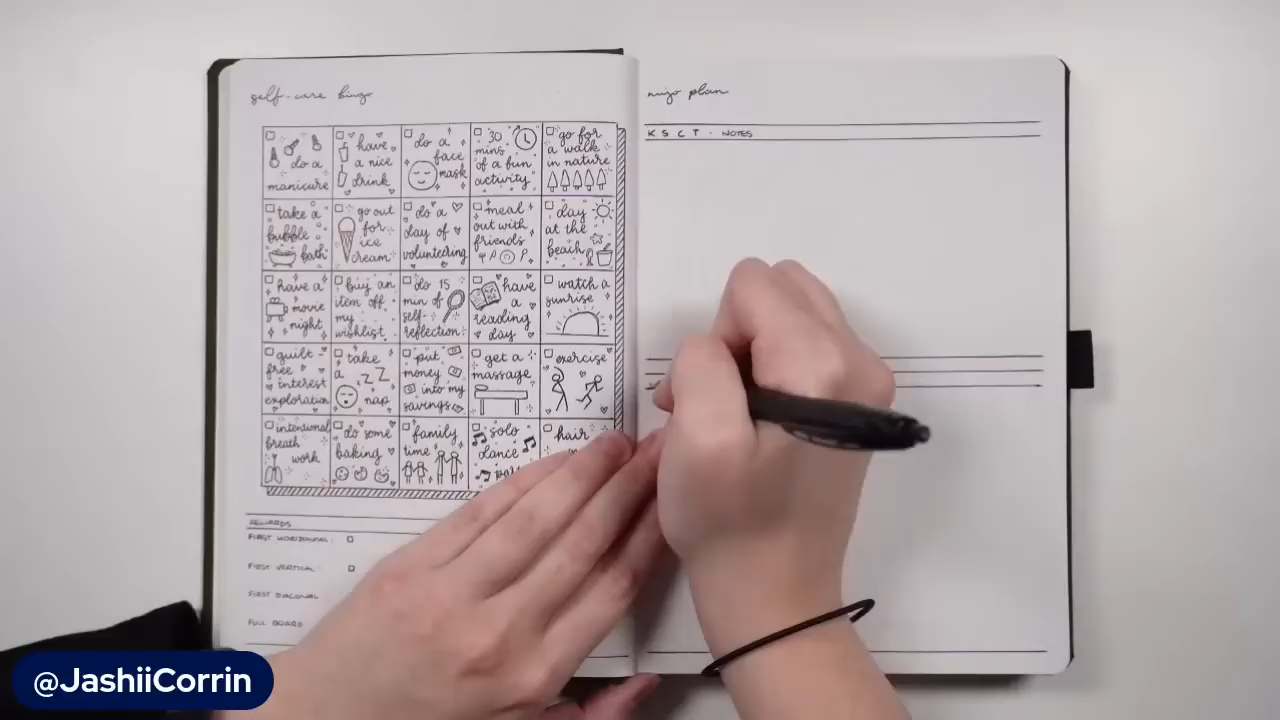 self-care bingo
do a
manicure
have
a nice
drink
do a
face
mask
30
mins
of a fun
activity
go for
a walk
in nature
take a
bubble
bath
go out
for
ice
cream
do a
day of
volunteering
meal
out with
friends
day
at the
beach
have a
movie
night
buy an
item off
my
wishlist
do 15
min of
self-
reflection
have
a
reading
day
watch a
sunrise
guilt
free
interest
exploration
take
a
nap
put
money
into my
savings
get a
massage
exercise
intentional
breath
work
do some
baking
family
time
solo
dance
hair
REWARDS
FIRST HORIZONTAL:
FIRST VERTICAL:
FIRST DIAGONAL
FULL BOARD
plan
K S C T · NOTES
@JashiiCorrin